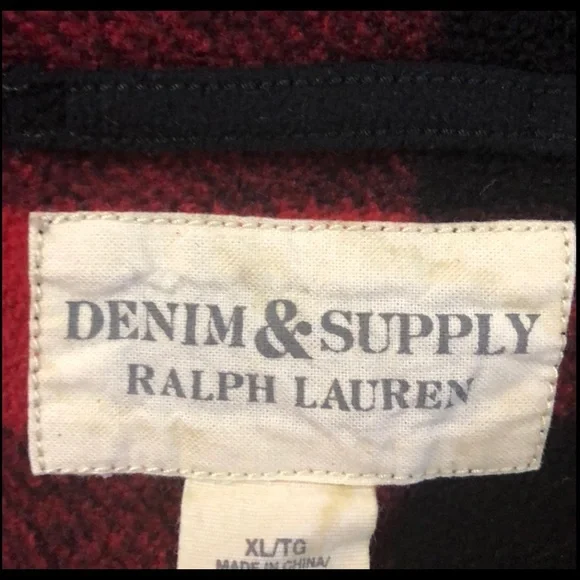 DENIM & SUPPLY
RALPH LAUREN
XL/TG
MADE IN CHINA/